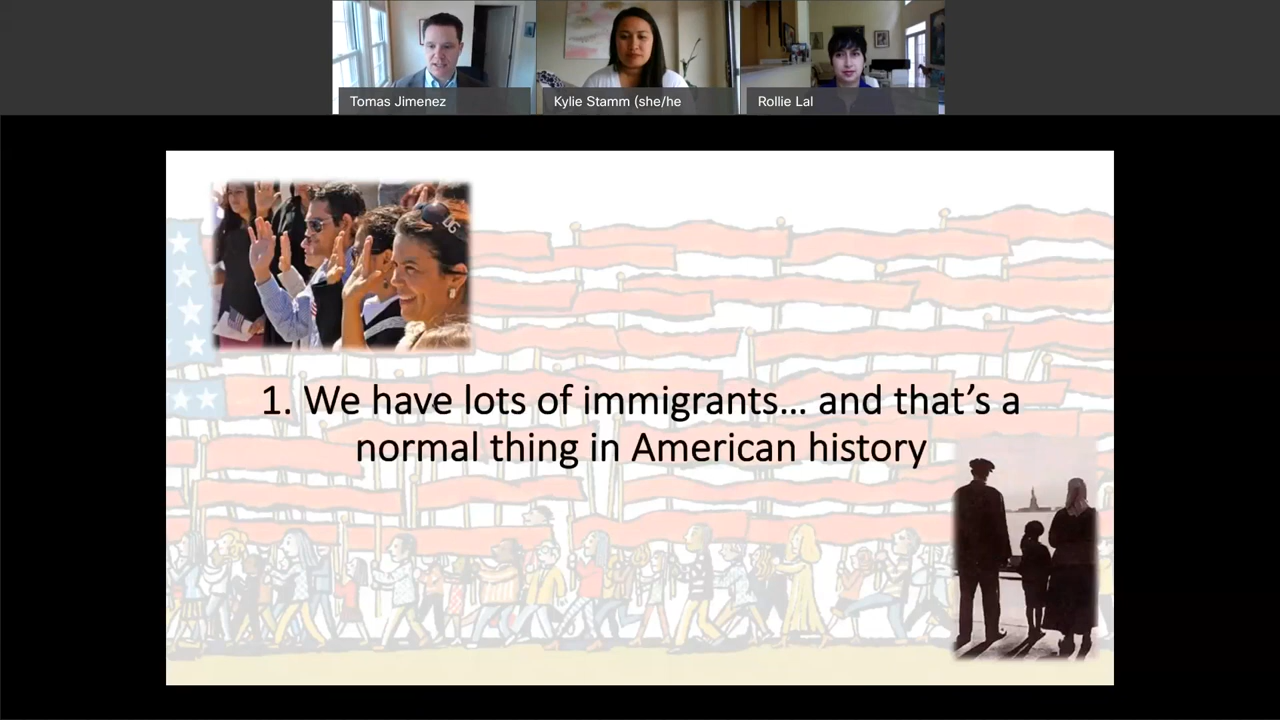 Tomas Jimenez
Kylie Stamm (she/he
Rollie Lal
1. We have lots of immigrants… and that’s a
normal thing in American history